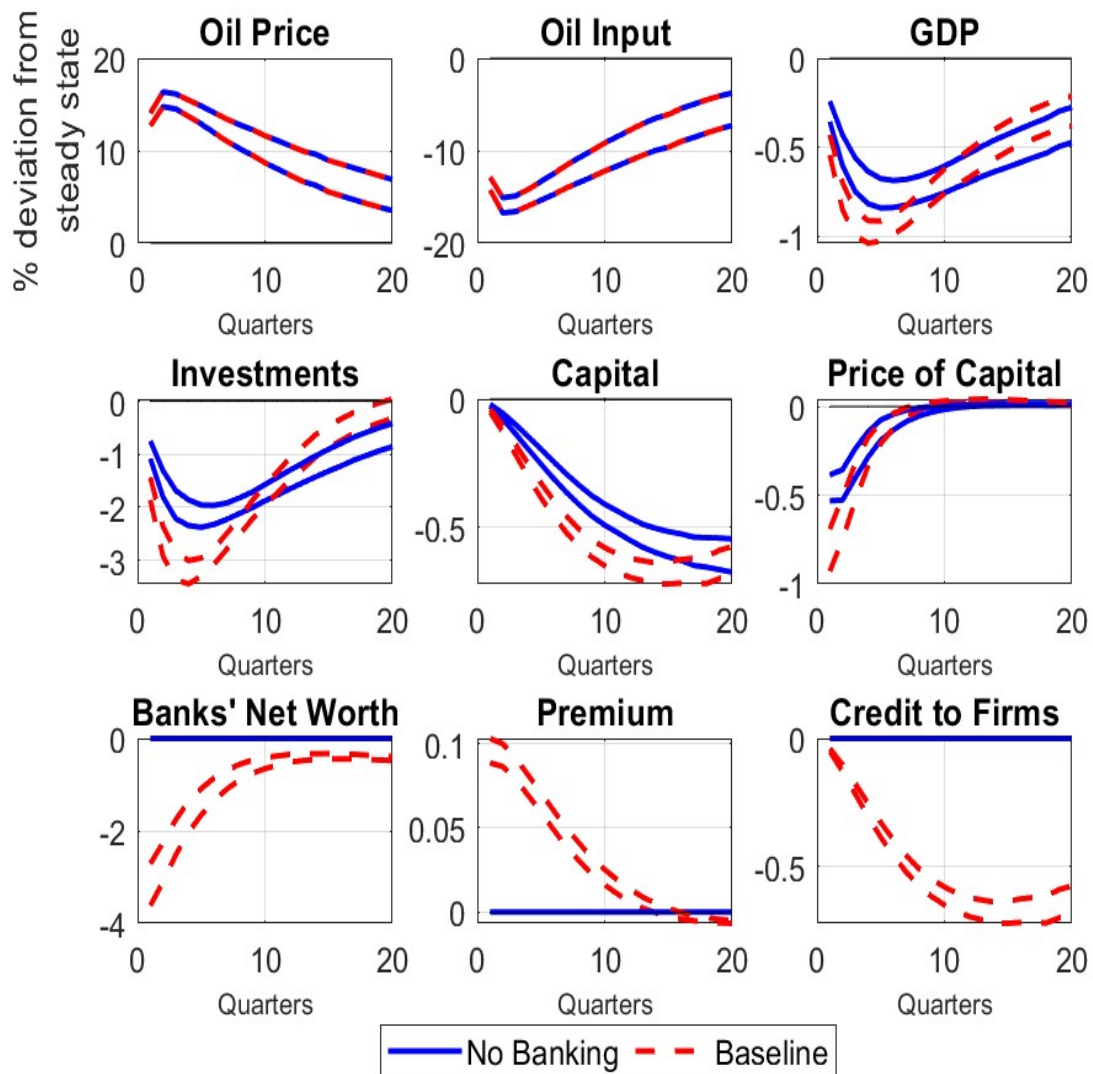 % deviation from
steady state
Oil Price
20
10
0
0 10 20
Quarters
Oil Input
0
-10
-20
0 10 20
Quarters
GDP
0
-0.5
-1
0 10 20
Quarters
Investments
0
-1
-2
-3
0 10 20
Quarters
Capital
0
-0.5
0 10 20
Quarters
Price of Capital
0
-0.5
-1
0 10 20
Quarters
Banks' Net Worth
0
-2
-4
0 10 20
Quarters
Premium
0.1
0.05
0
0 10 20
Quarters
Credit to Firms
0
-0.5
0 10 20
Quarters
No Banking Baseline